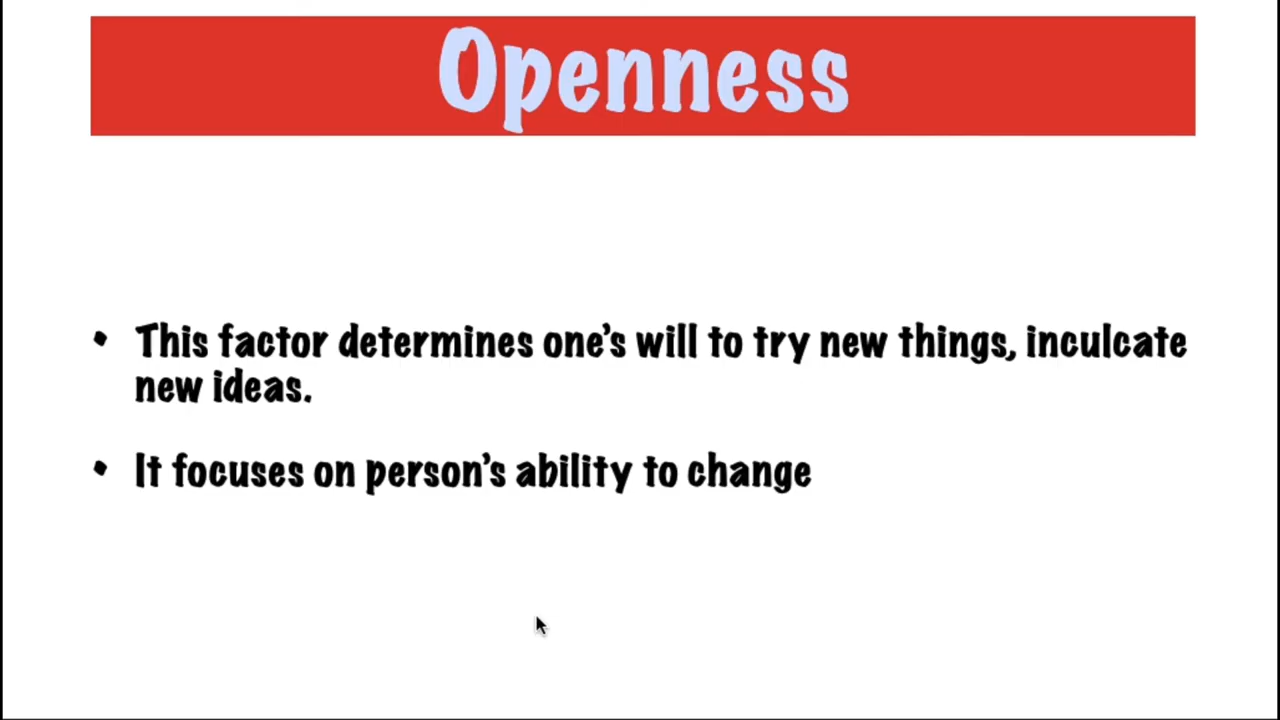 Openness
• This factor determines one's will to try new things, inculcate
new ideas.
• It focuses on person's ability to change